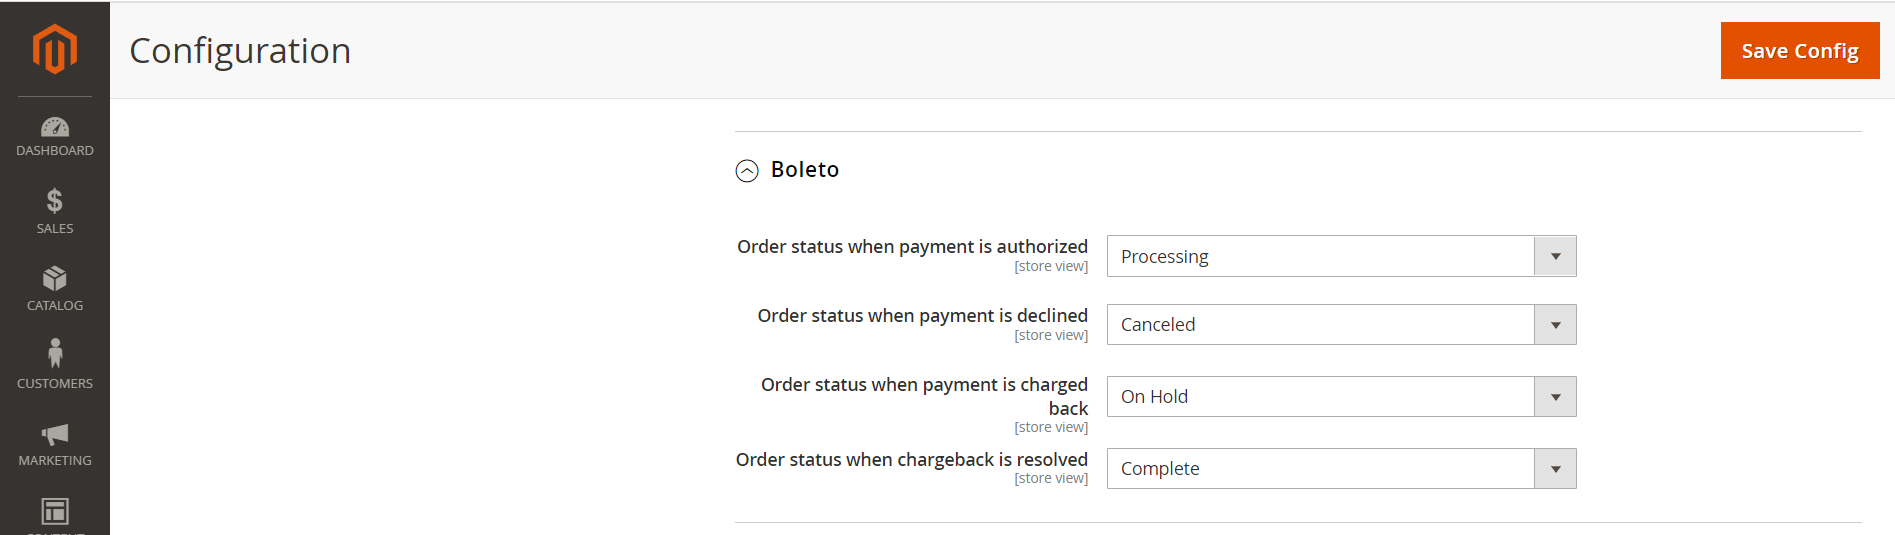 Configuration
Save Config
DASHBOARD
SALES
CATALOG
CUSTOMERS
MARKETING
Boleto
Order status when payment is authorized
[store view]
Processing
Order status when payment is declined
[store view]
Canceled
Order status when payment is charged
back
[store view]
On Hold
Order status when chargeback is resolved
[store view]
Complete